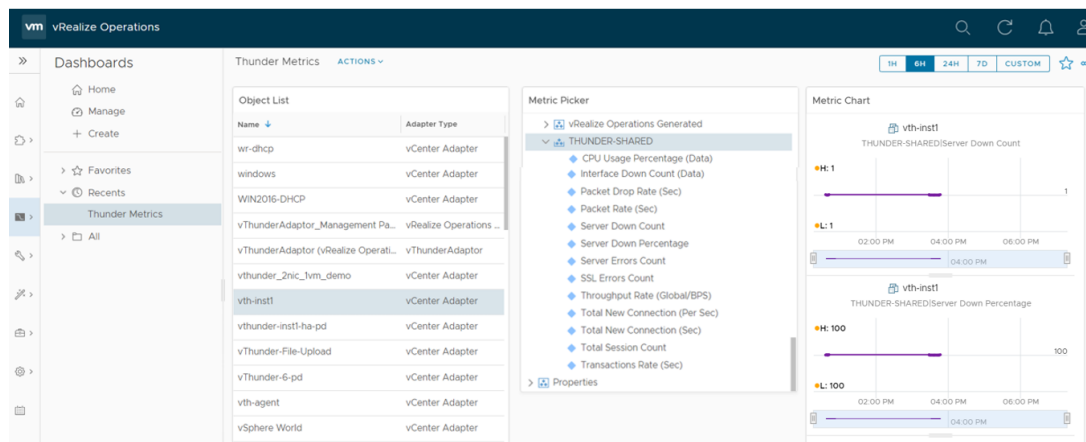 vm vRealize Operations
Dashboards
Home
Manage
Create
Favorites
Recents
Thunder Metrics
All
Thunder Metrics ACTIONS
1H 6H 24H 7D CUSTOM
Object List
Name Adapter Type
wr-dhcp vCenter Adapter
windows vCenter Adapter
WIN2016-DHCP vCenter Adapter
vThunderAdaptor_Management Pa... vRealize Operations ...
vThunderAdaptor (vRealize Operati... vThunderAdaptor
vthunder_2nic_1vm_demo vCenter Adapter
vth-inst1 vCenter Adapter
vthunder-inst1-ha-pd vCenter Adapter
vThunder-File-Upload vCenter Adapter
vThunder-6-pd vCenter Adapter
vth-agent vCenter Adapter
vSphere World vCenter Adapter
Metric Picker
vRealize Operations Generated
THUNDER-SHARED
CPU Usage Percentage (Data)
Interface Down Count (Data)
Packet Drop Rate (Sec)
Packet Rate (Sec)
Server Down Count
Server Down Percentage
Server Errors Count
SSL Errors Count
Throughput Rate (Global/BPS)
Total New Connection (Per Sec)
Total New Connection (Sec)
Total Session Count
Transactions Rate (Sec)
Properties
Metric Chart
vth-inst1
THUNDER-SHARED|Server Down Count
H: 1
1
L: 1
02:00 PM 04:00 PM 06:00 PM
04:00 PM
vth-inst1
THUNDER-SHARED|Server Down Percentage
H: 100
100
L: 100
02:00 PM 04:00 PM 06:00 PM
04:00 PM